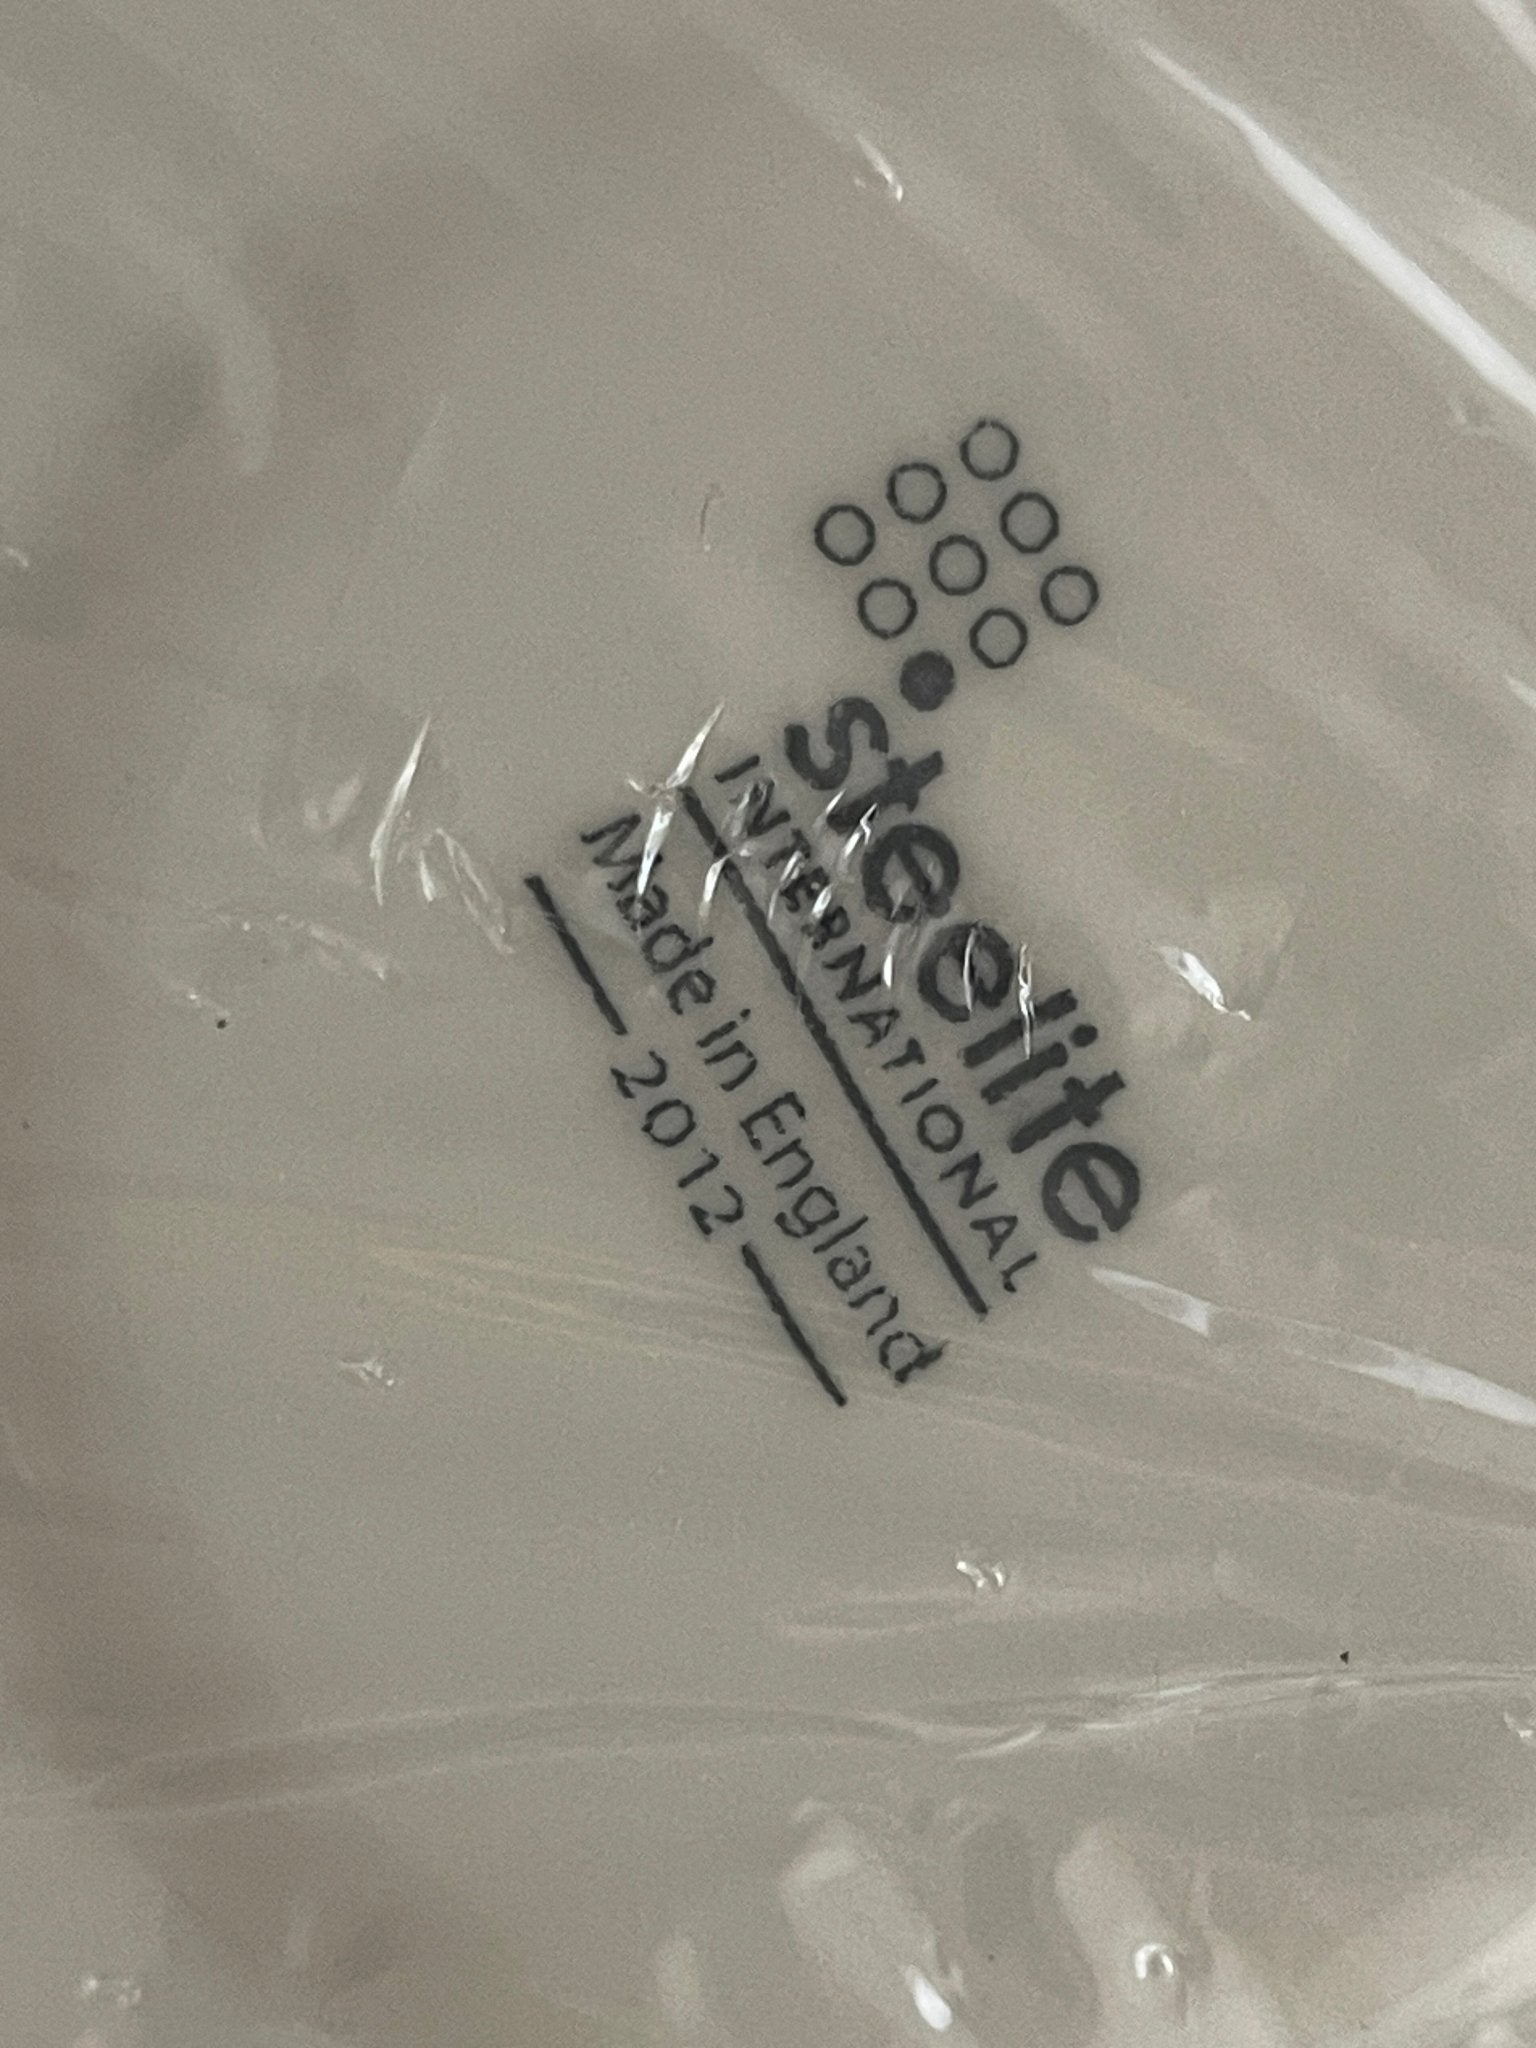 steelite
INTERNATIONAL
Made in England
2012